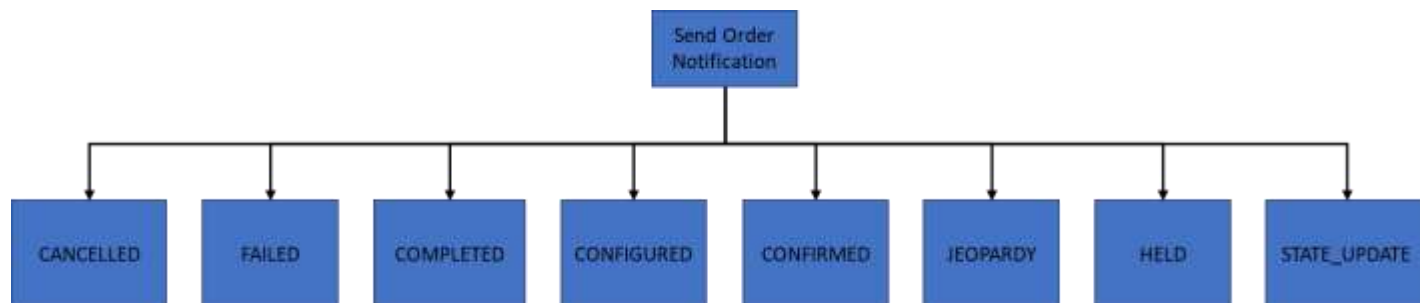 Send Order
Notification
CANCELLED
FAILED
COMPLETED
CONFIGURED
CONFIRMED
JEOPARDY
HELD
STATE_UPDATE